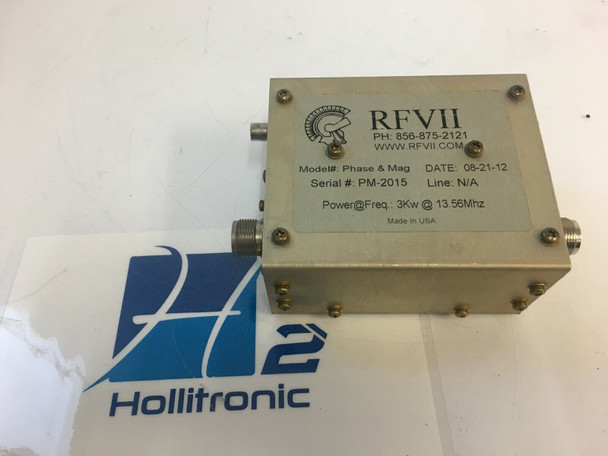 RFVII
PH: 856-875-2121
WWW.RFVII.COM
Model#: Phase & Mag DATE: 08-21-12
Serial #: PM-2015 Line: N/A
Power@Freq.: 3Kw @ 13.56Mhz
Made In USA
H2
Hollitronic